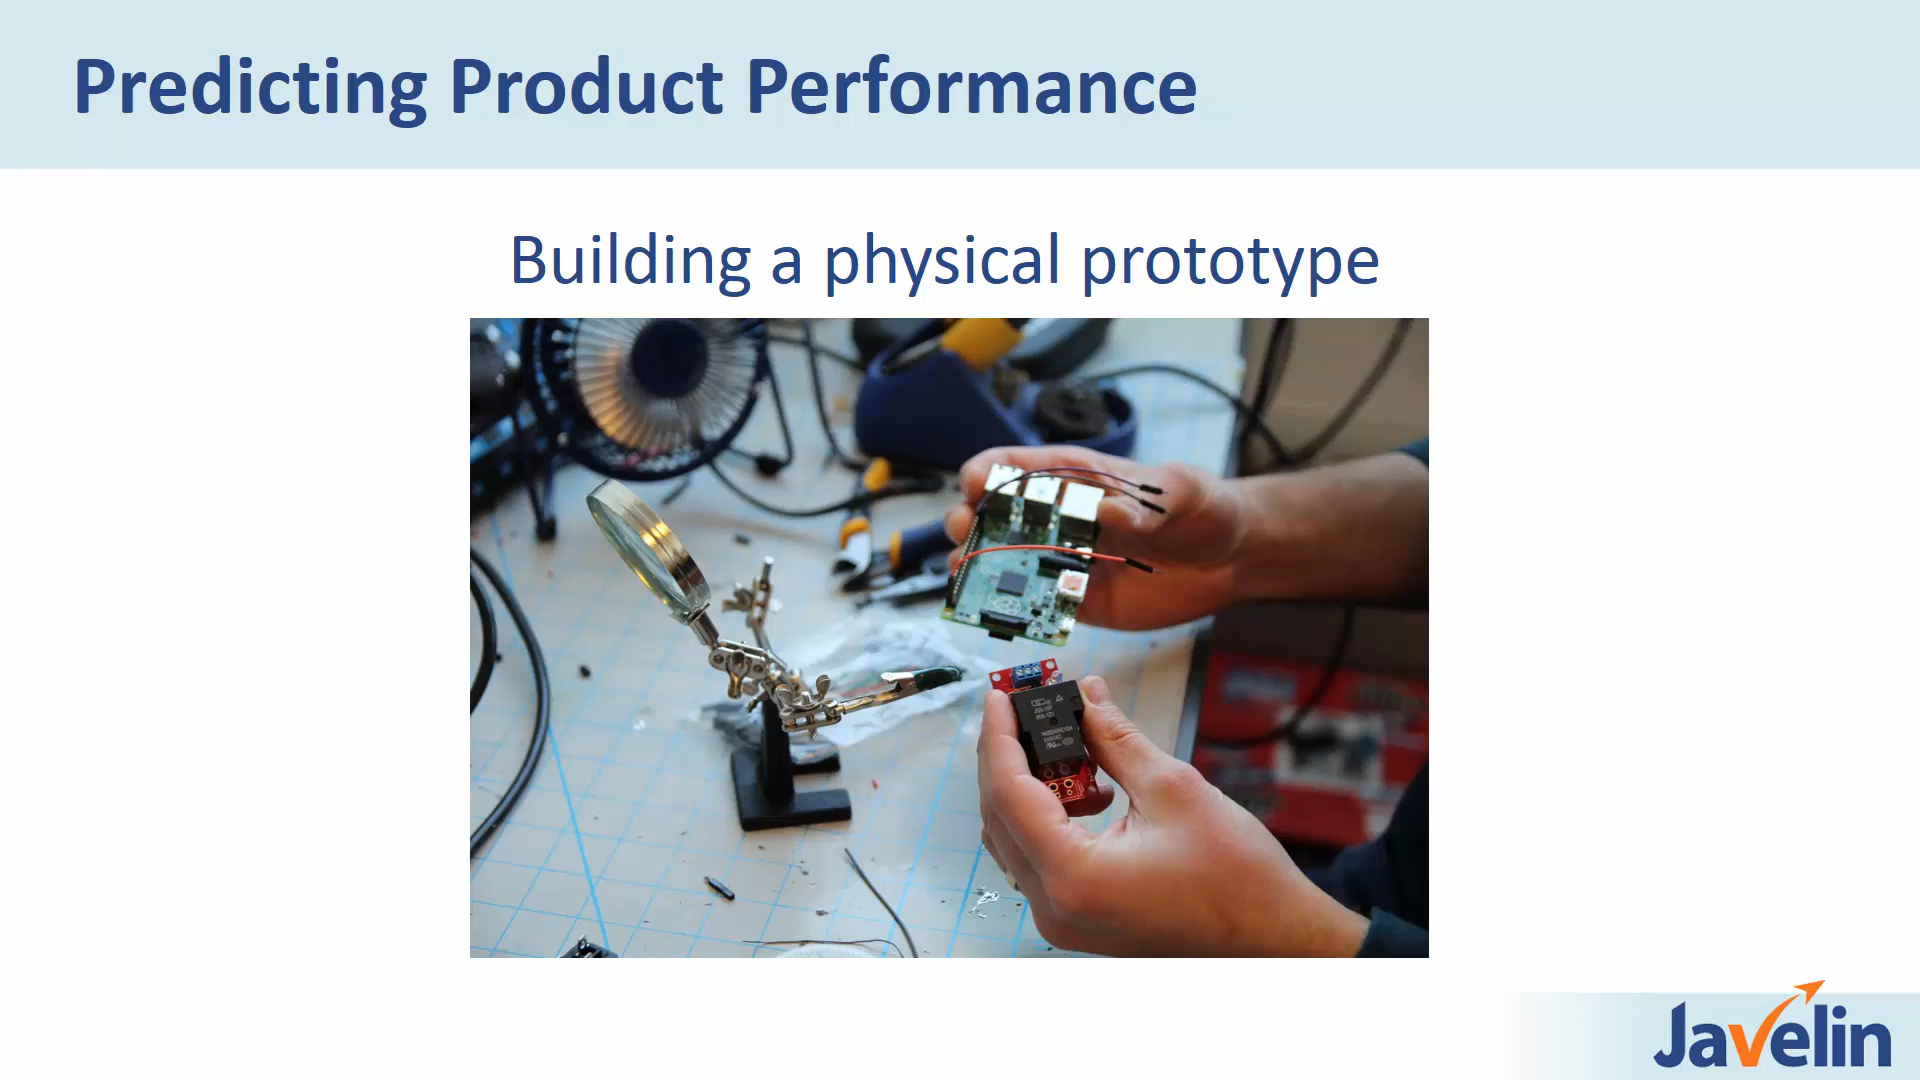 Predicting Product Performance
Building a physical prototype
Javelin